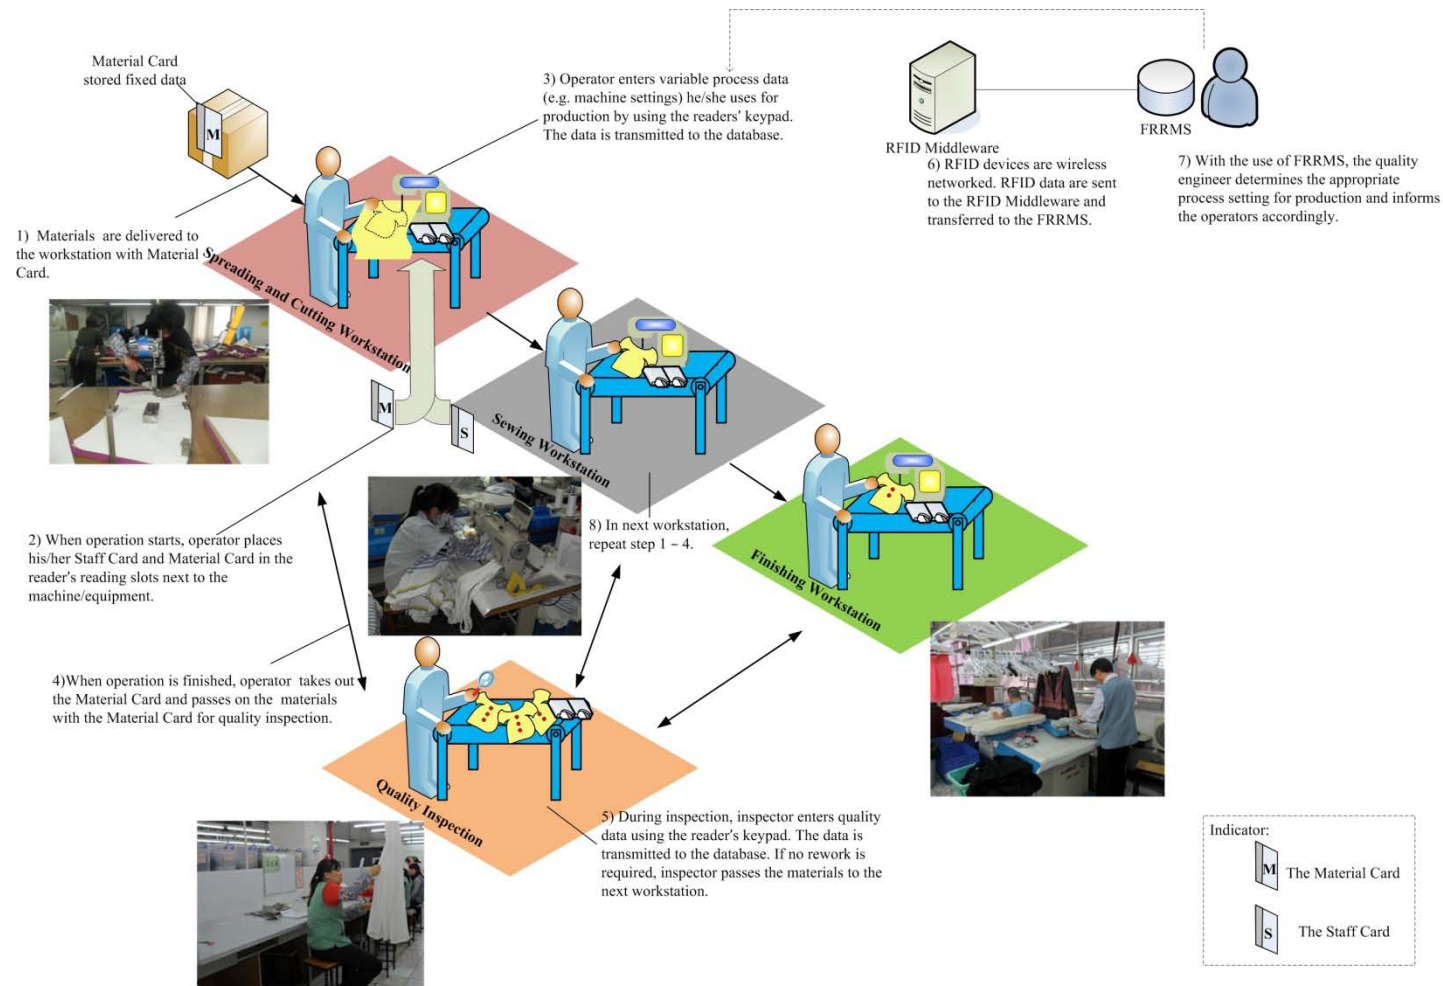 Material Card
stored fixed data
M
1) Materials are delivered to
the workstation with Material
Card.
3) Operator enters variable process data
(e.g. machine settings) he/she uses for
production by using the readers' keypad.
The data is transmitted to the database.
RFID Middleware
FRRMS
6) RFID devices are wireless
networked. RFID data are sent
to the RFID Middleware and
transferred to the FRRMS.
7) With the use of FRRMS, the quality
engineer determines the appropriate
process setting for production and informs
the operators accordingly.
Spreading and Cutting Workstation
M
S
Sewing Workstation
2) When operation starts, operator places
his/her Staff Card and Material Card in the
reader's reading slots next to the
machine/equipment.
8) In next workstation,
repeat step 1 – 4.
Finishing Workstation
4)When operation is finished, operator takes out
the Material Card and passes on the materials
with the Material Card for quality inspection.
Quality Inspection
5) During inspection, inspector enters quality
data using the reader's keypad. The data is
transmitted to the database. If no rework is
required, inspector passes the materials to the
next workstation.
Indicator:
M
The Material Card
S
The Staff Card